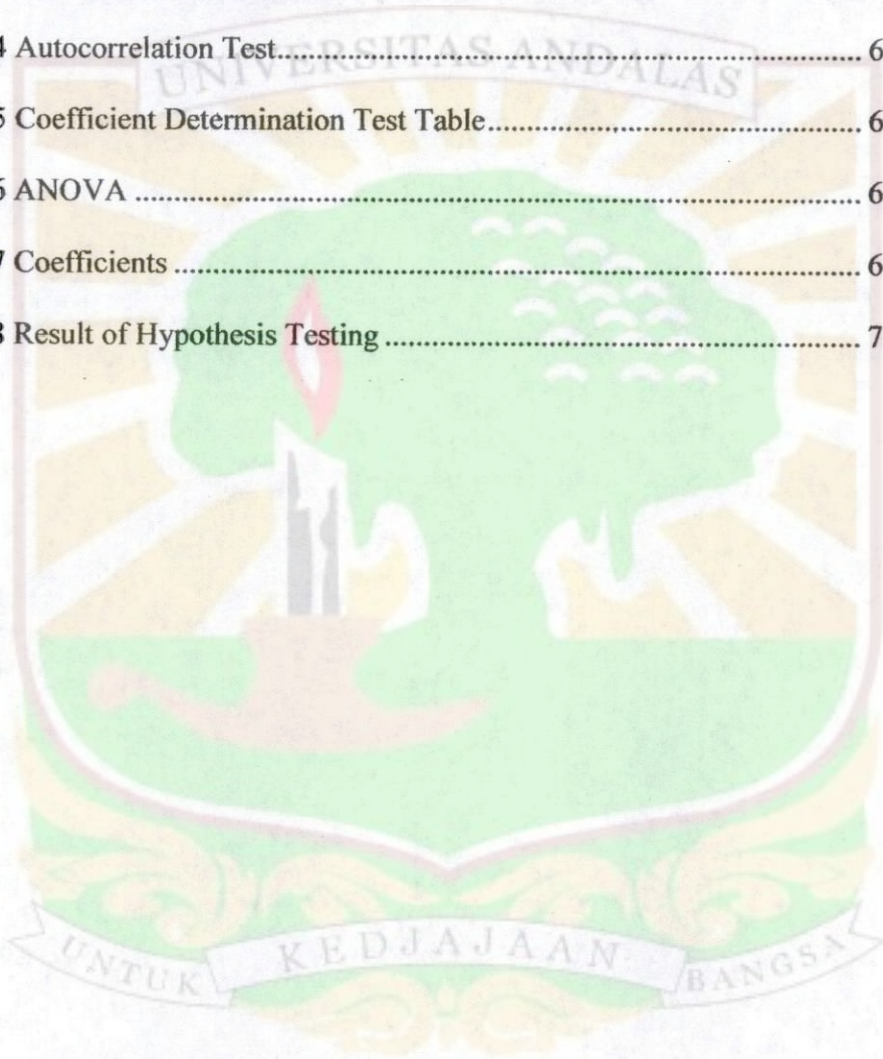 UNIVERSITAS ANDALAS
4 Autocorrelation Test........................................................................ 6
5 Coefficient Determination Test Table.............................................. 6
6 ANOVA ......................................................................................... 6
7 Coefficients .................................................................................... 6
8 Result of Hypothesis Testing ........................................................... 7
UNTUK KEDJAJAAN BANGSA